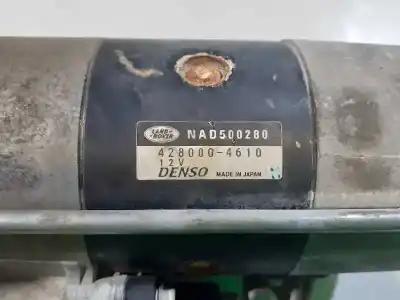 LAND ROVER NAD500280
428000-4610
12V
DENSO MADE IN JAPAN